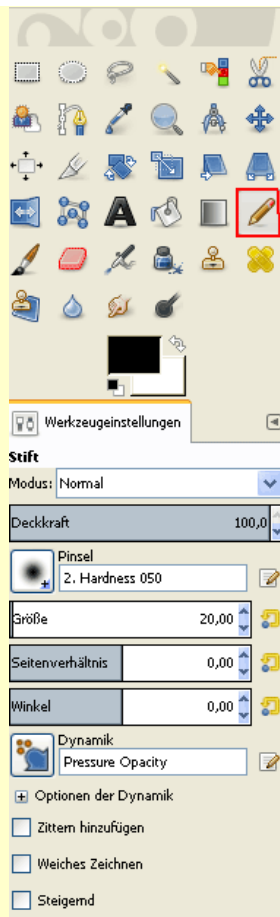 Werkzeugeinstellungen
Stift
Modus: Normal
Deckkraft 100,0
Pinsel
2. Hardness 050
Größe 20,00
Seitenverhältnis 0,00
Winkel 0,00
Dynamik
Pressure Opacity
Optionen der Dynamik
Zittern hinzufügen
Weiches Zeichnen
Steigernd